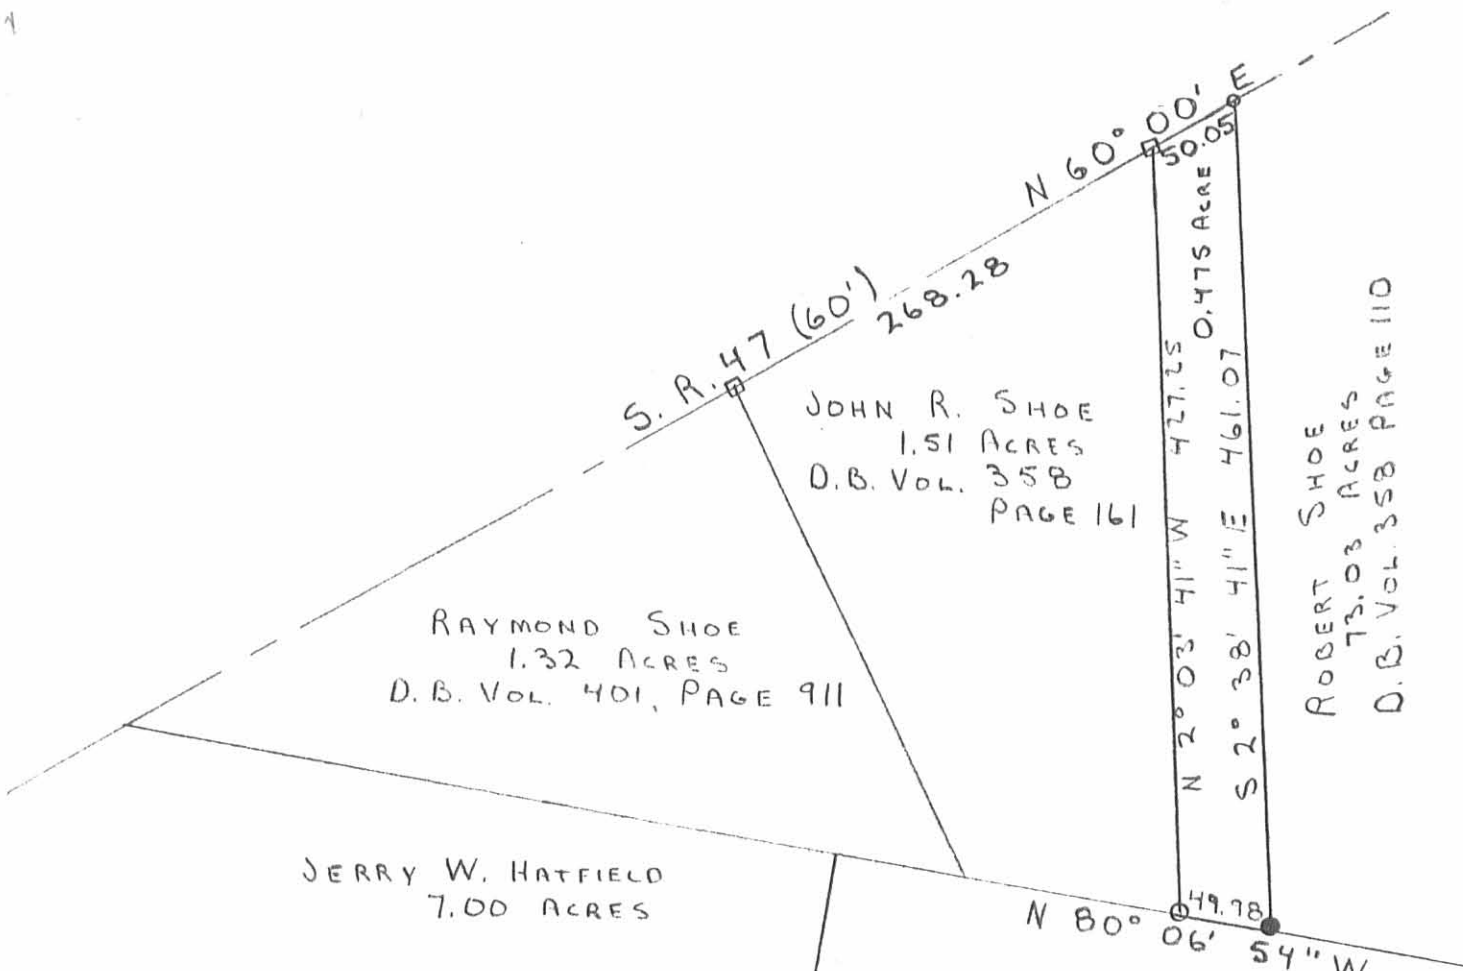 N 60° 00' E
50.05
S. R. 47 (60')
268.28
0.475 ACRE
N 2° 03' 41" W 427.25
S 2° 38' 41" E 461.07
JOHN R. SHOE
1.51 ACRES
D.B. VOL. 358
PAGE 161
ROBERT SHOE
73.03 ACRES
D.B. VOL. 358 PAGE 110
RAYMOND SHOE
1.32 ACRES
D.B. VOL. 401, PAGE 911
JERRY W. HATFIELD
7.00 ACRES
49.78
N 80° 06' 54" W